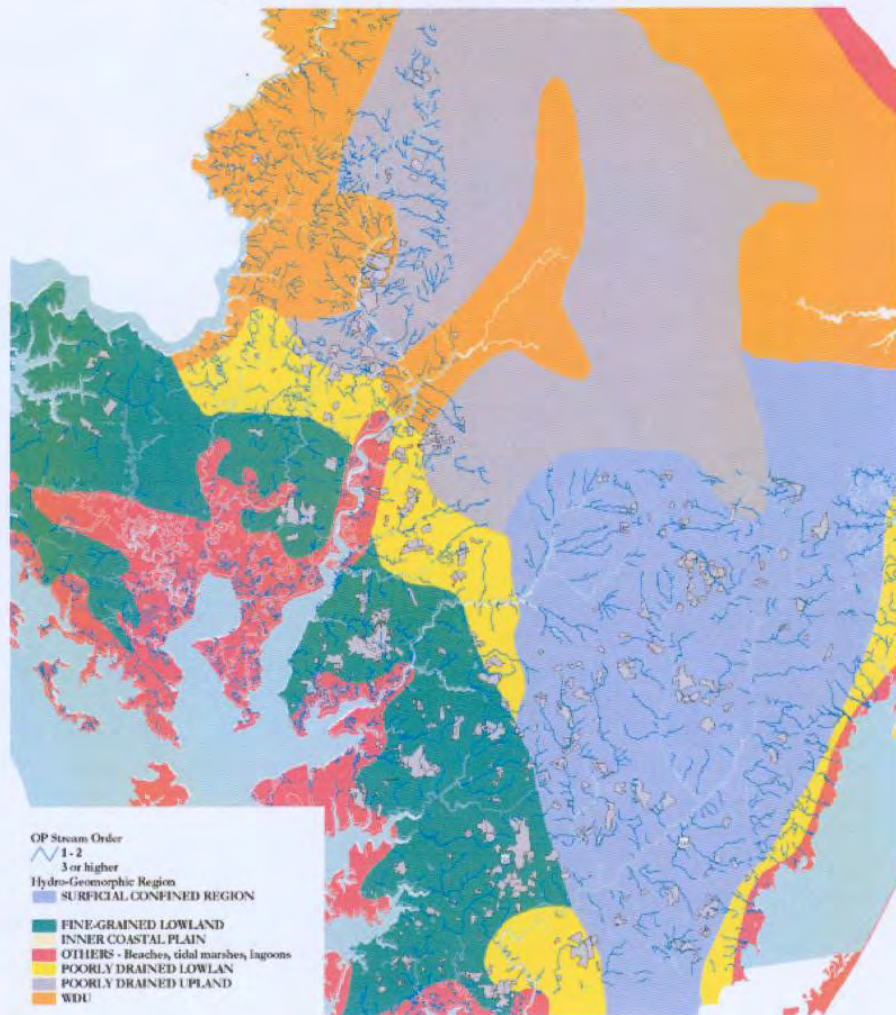 OP Stream Order
1 - 2
3 or higher
Hydro-Geomorphic Region
SURFICIAL CONFINED REGION
FINE-GRAINED LOWLAND
INNER COASTAL PLAIN
OTHERS - Beaches, tidal marshes, lagoons
POORLY DRAINED LOWLAN
POORLY DRAINED UPLAND
WDU